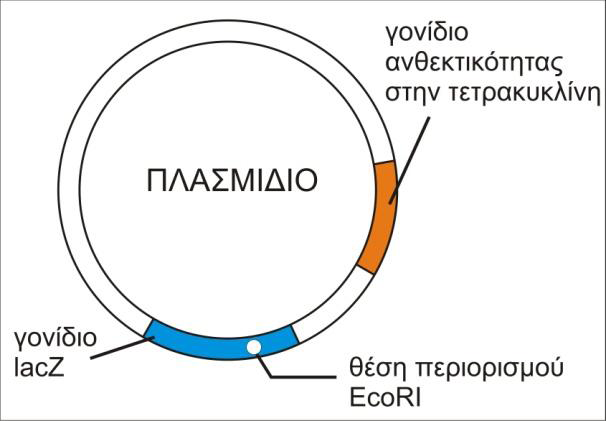 γονίδιο
ανθεκτικότητας
στην τετρακυκλίνη
ΠΛΑΣΜΙΔΙΟ
γονίδιο
lacZ
θέση περιορισμού
EcoRI